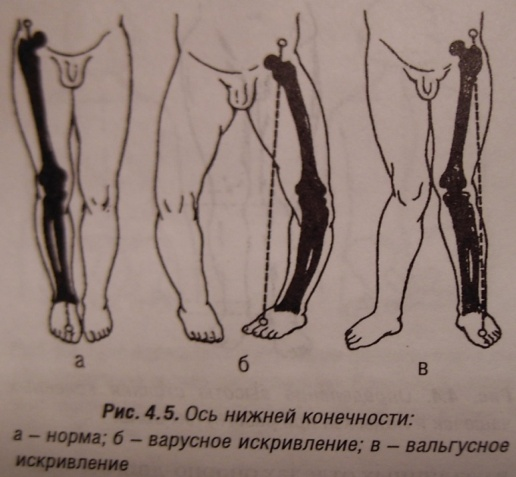 а
б
в
Рис. 4.5. Ось нижней конечности:
а – норма; б – варусное искривление; в – вальгусное
искривление